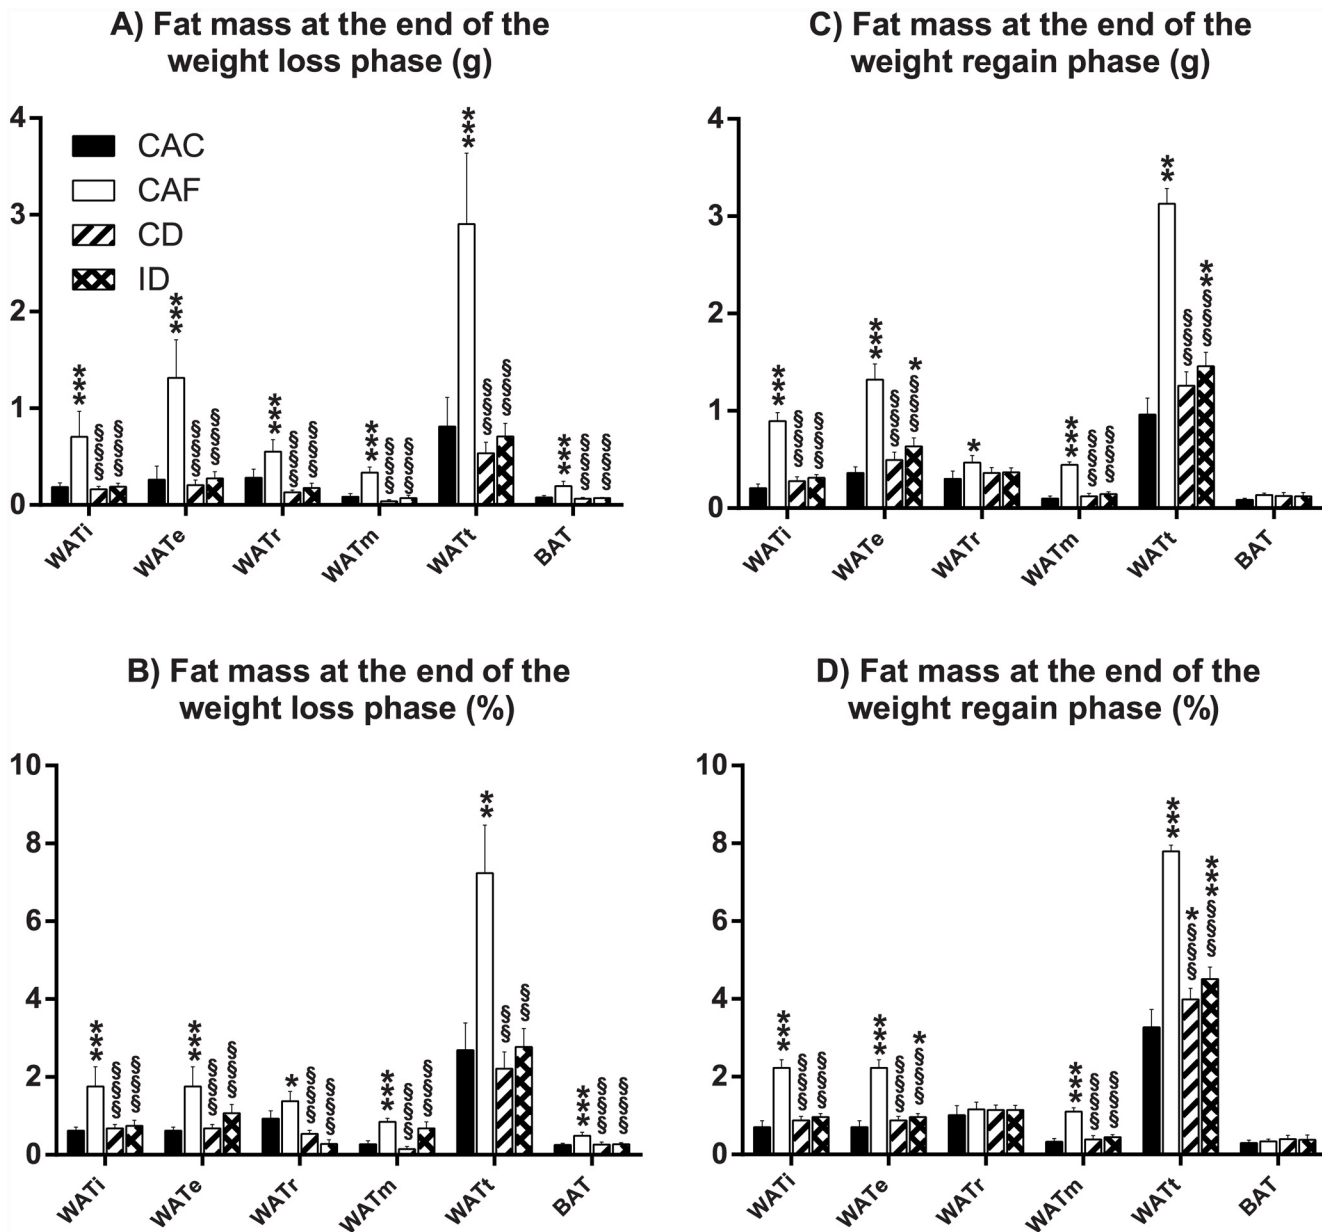 A) Fat mass at the end of the
weight loss phase (g)
4
3
2
1
0
CAC
CAF
CD
ID
***
§§§
§§§
***
§§§
§§§
***
§§§
§§§
***
§§§
§§§
***
§§§
§§§
***
§§§
§§§
WATi
WATe
WATr
WATm
WATt
BAT
C) Fat mass at the end of the
weight regain phase (g)
4
3
2
1
0
***
§§§
§§§
***
§§§
*
§§§
*
***
§§§
§§§
**
§§§
**
§§§
WATi
WATe
WATr
WATm
WATt
BAT
B) Fat mass at the end of the
weight loss phase (%)
10
8
6
4
2
0
***
§§§
§§§
***
§§§
§§§
*
§§§
§§§
***
§§§
§§§
**
§§
§§
***
§§§
§§§
WATi
WATe
WATr
WATm
WATt
BAT
D) Fat mass at the end of the
weight regain phase (%)
10
8
6
4
2
0
***
§§§
§§§
***
§§§
*
§§§
***
§§§
§§§
***
*
§§§
***
§§§
WATi
WATe
WATr
WATm
WATt
BAT